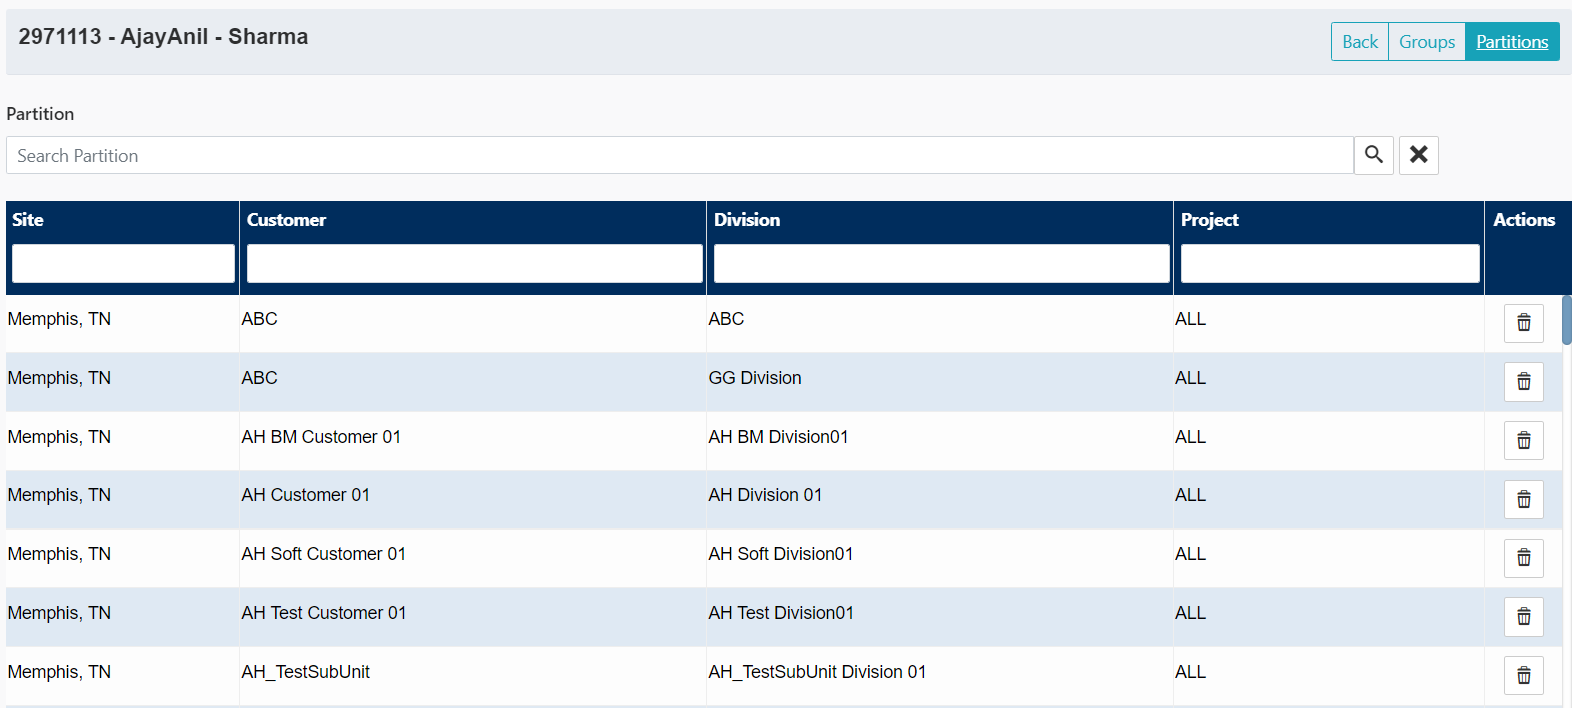 2971113 - AjayAnil - Sharma
Back Groups Partitions
Partition
Search Partition
Site Customer Division Project Actions
Memphis, TN ABC ABC ALL
Memphis, TN ABC GG Division ALL
Memphis, TN AH BM Customer 01 AH BM Division01 ALL
Memphis, TN AH Customer 01 AH Division 01 ALL
Memphis, TN AH Soft Customer 01 AH Soft Division01 ALL
Memphis, TN AH Test Customer 01 AH Test Division01 ALL
Memphis, TN AH_TestSubUnit AH_TestSubUnit Division 01 ALL